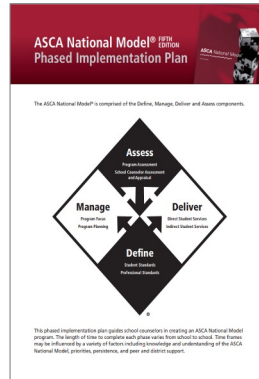 ASCA National Model® FIFTH EDITION
Phased Implementation Plan
ASCA National Model
The ASCA National Model® is comprised of the Define, Manage, Deliver and Assess components.
Assess
Program Assessment
School Counselor Assessment
and Appraisal
Manage
Program Focus
Program Planning
Deliver
Direct Student Services
Indirect Student Services
Define
Student Standards
Professional Standards
®
This phased implementation plan guides school counselors in creating an ASCA National Model
program. The length of time to complete each phase varies from school to school. Time frames
may be influenced by a variety of factors including knowledge and understanding of the ASCA
National Model, priorities, persistence, and peer and district support.